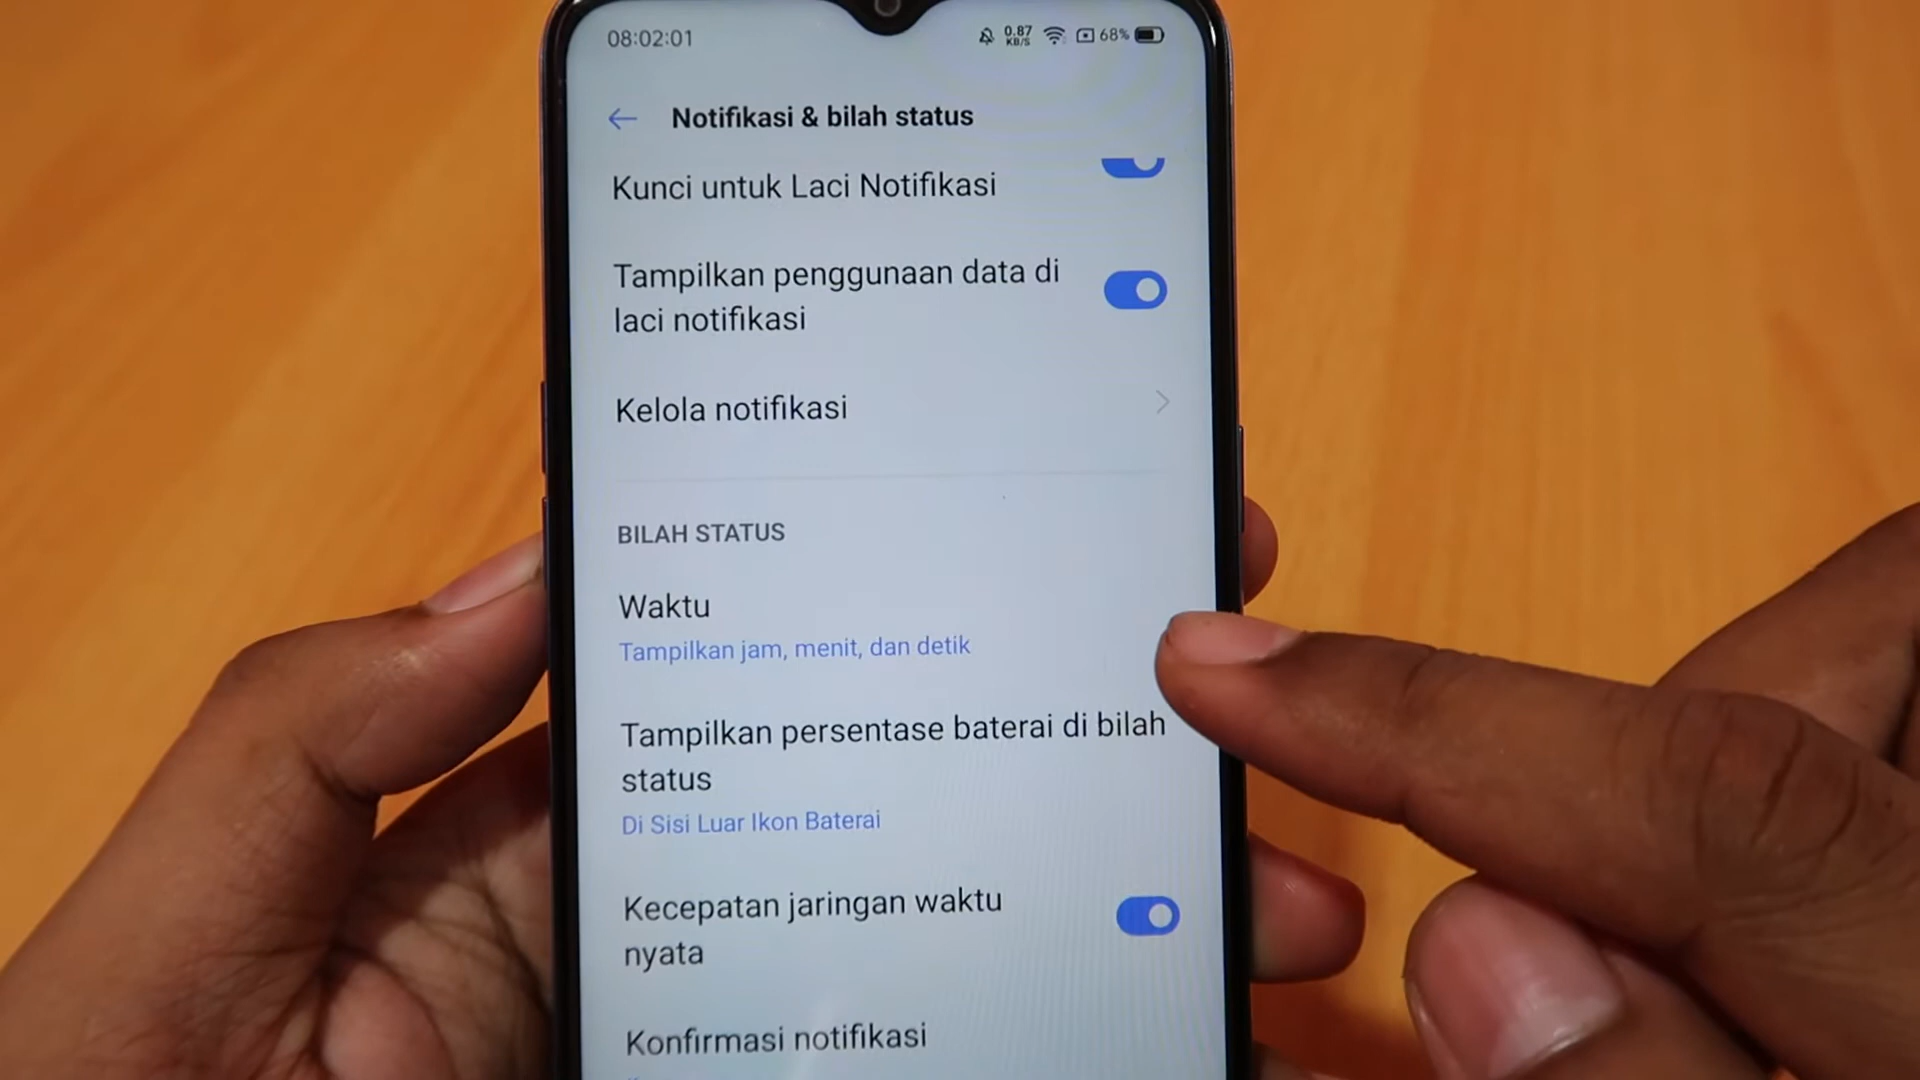 08:02:01
0.87
KB/S
68%
Notifikasi & bilah status
Kunci untuk Laci Notifikasi
Tampilkan penggunaan data di
laci notifikasi
Kelola notifikasi
BILAH STATUS
Waktu
Tampilkan jam, menit, dan detik
Tampilkan persentase baterai di bilah
status
Di Sisi Luar Ikon Baterai
Kecepatan jaringan waktu
nyata
Konfirmasi notifikasi